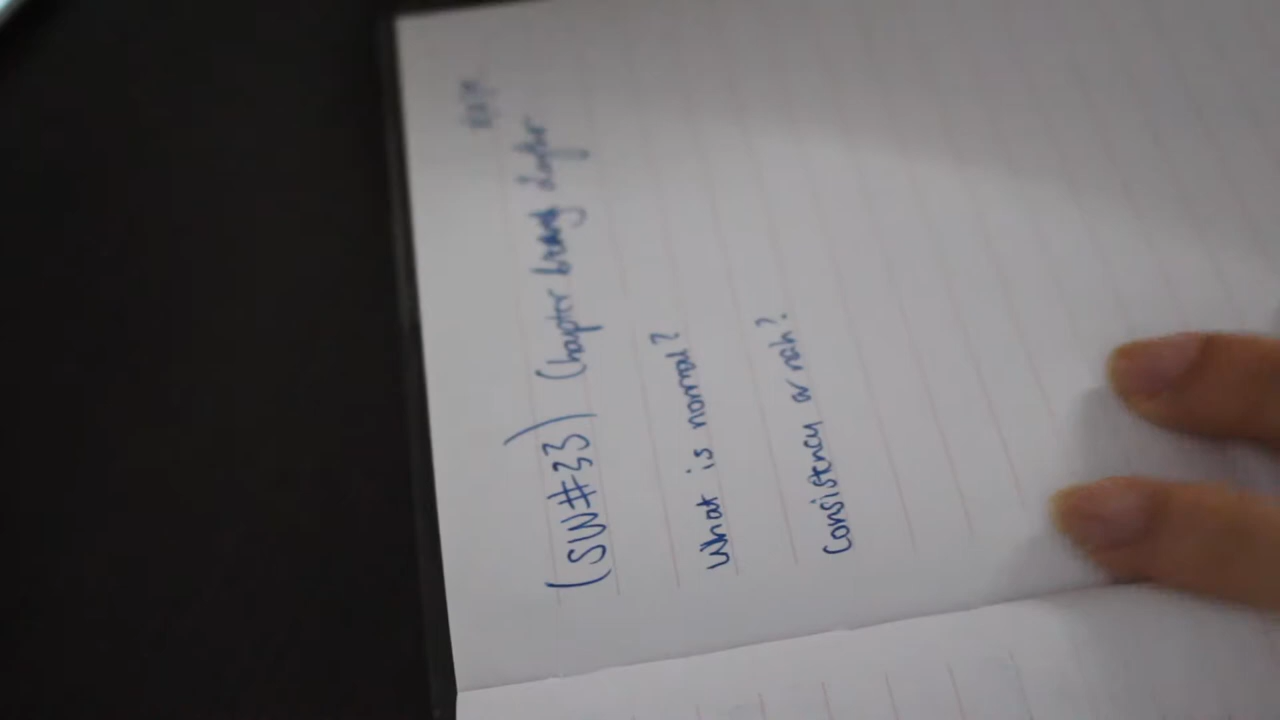 (SW#33) Chapter
What is normal?
Consistency or nah?